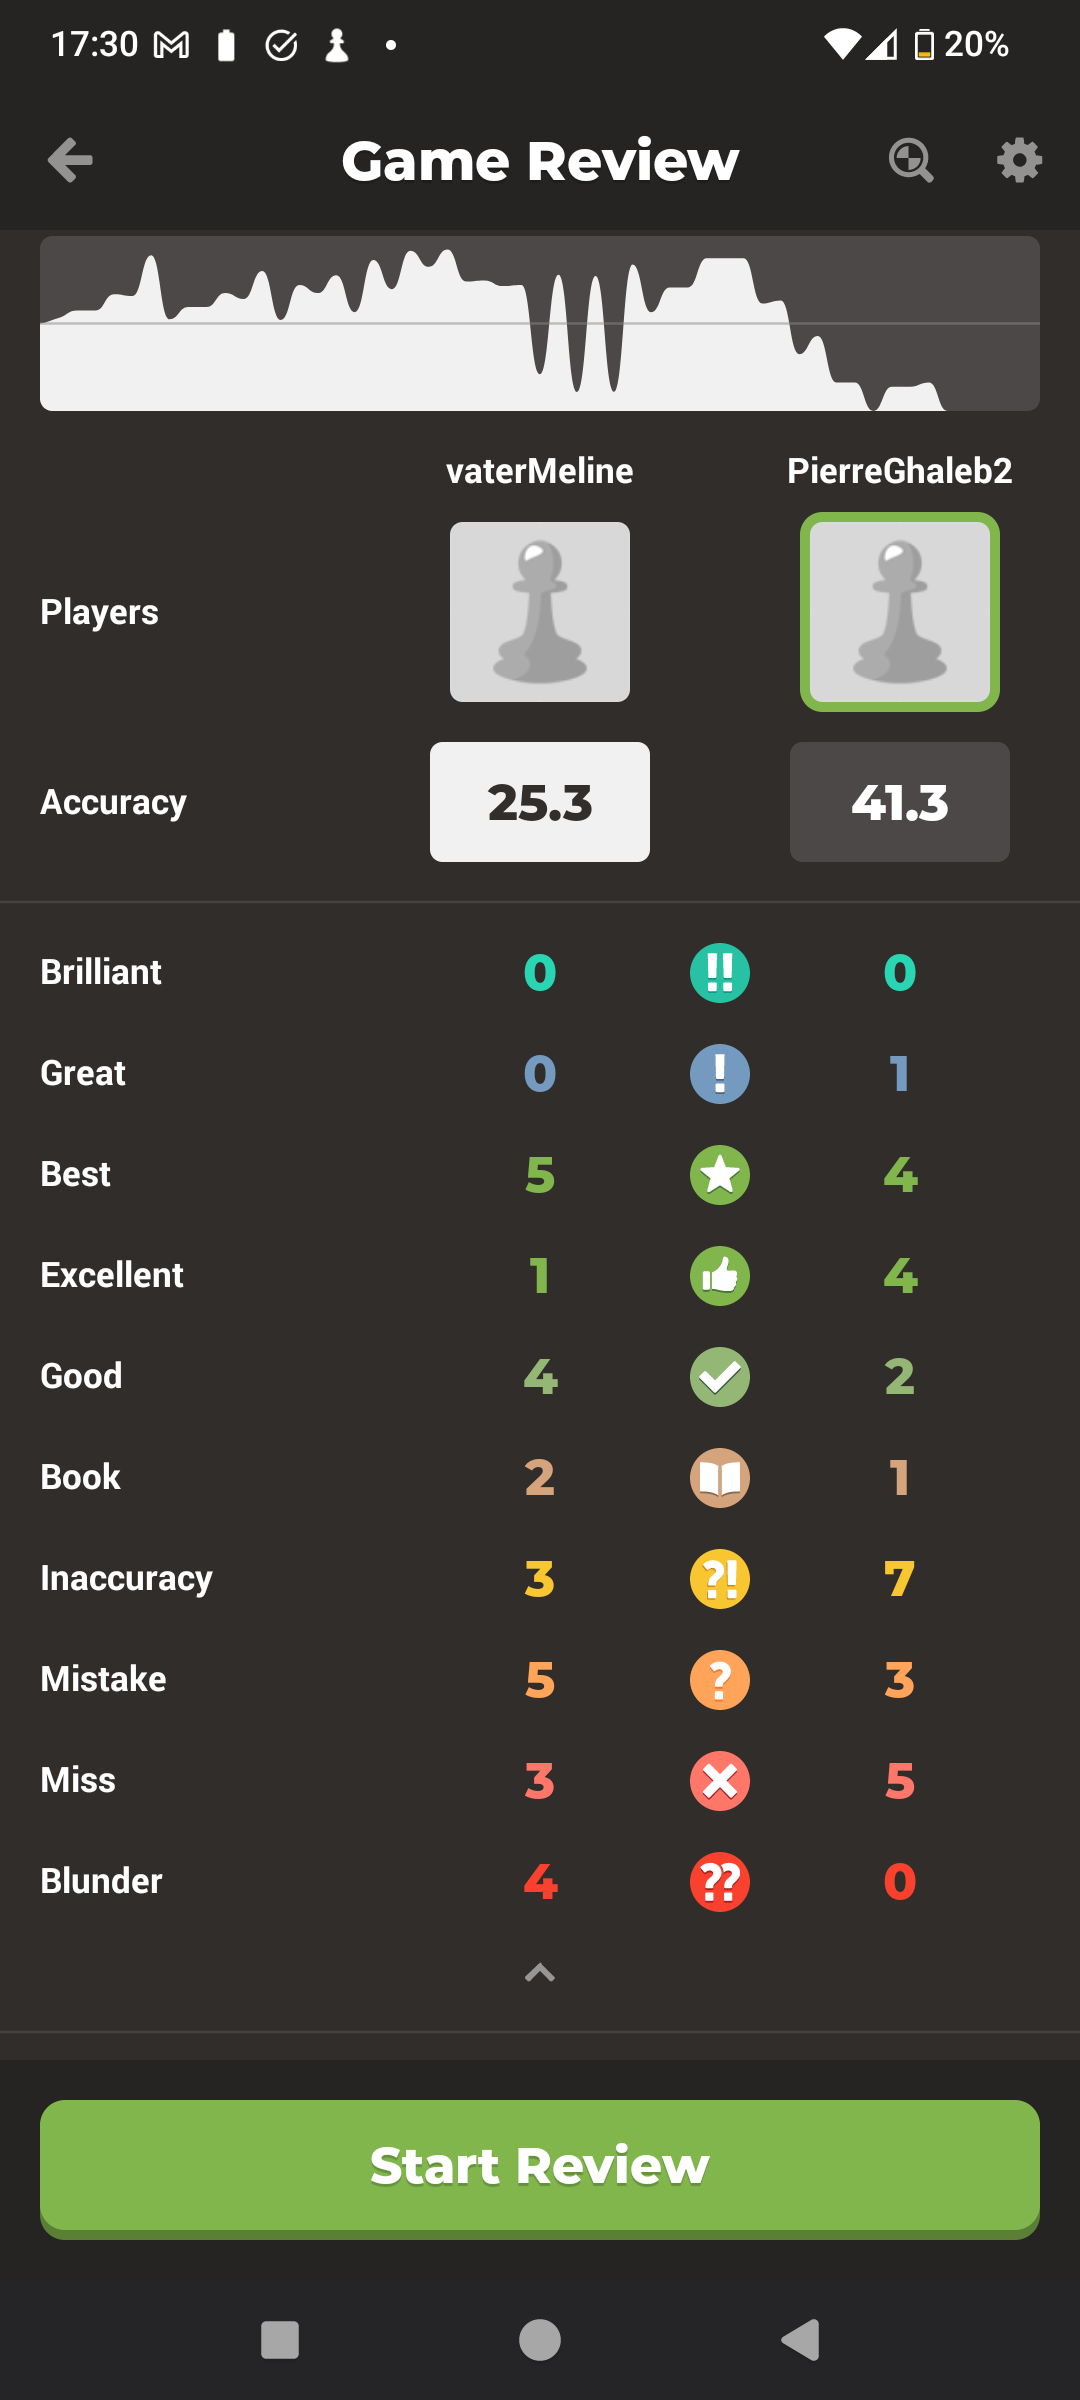 17:30 20%
Game Review
vaterMeline PierreGhaleb2
Players
Accuracy 25.3 41.3
Brilliant 0 !! 0
Great 0 ! 1
Best 5 4
Excellent 1 4
Good 4 2
Book 2 1
Inaccuracy 3 ?! 7
Mistake 5 ? 3
Miss 3 5
Blunder 4 ?? 0
Start Review